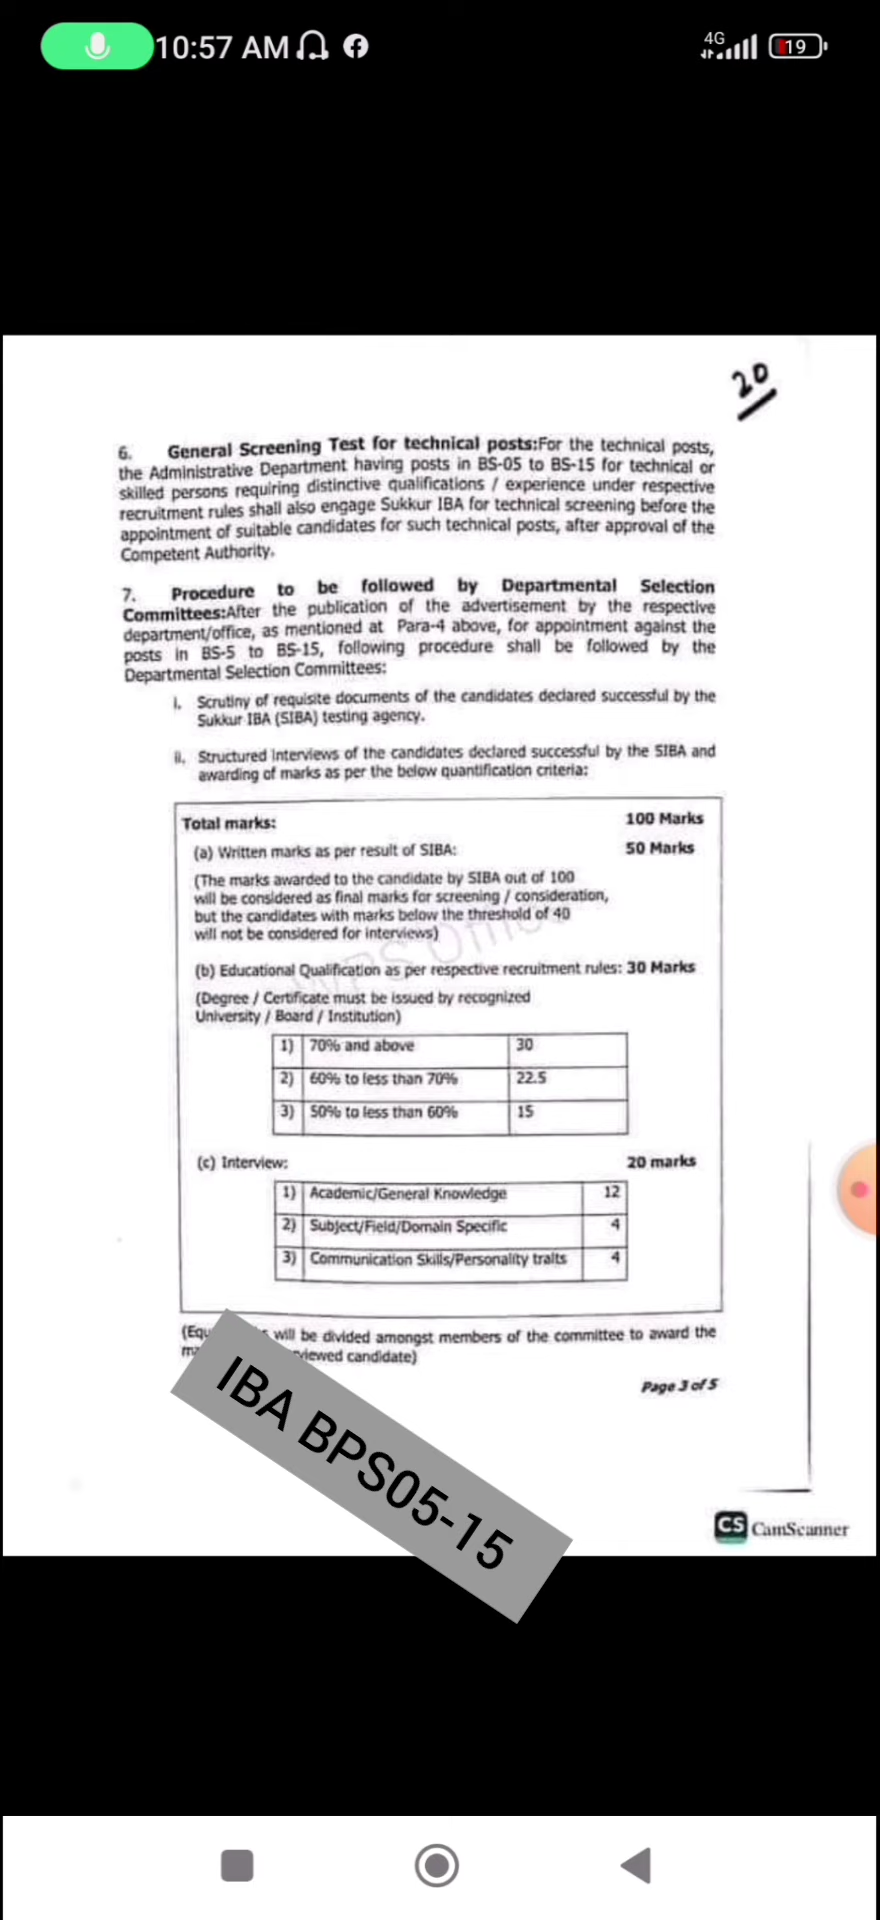 10:57 AM
4G
19
20
6. General Screening Test for technical posts:For the technical posts,
the Administrative Department having posts in BS-05 to BS-15 for technical or
skilled persons requiring distinctive qualifications / experience under respective
recruitment rules shall also engage Sukkur IBA for technical screening before the
appointment of suitable candidates for such technical posts, after approval of the
Competent Authority.
7. Procedure to be followed by Departmental Selection
Committees:After the publication of the advertisement by the respective
department/office, as mentioned at Para-4 above, for appointment against the
posts in BS-5 to BS-15, following procedure shall be followed by the
Departmental Selection Committees:
i. Scrutiny of requisite documents of the candidates declared successful by the
Sukkur IBA (SIBA) testing agency.
ii. Structured Interviews of the candidates declared successful by the SIBA and
awarding of marks as per the below quantification criteria:
Total marks: 100 Marks
(a) Written marks as per result of SIBA: 50 Marks
(The marks awarded to the candidate by SIBA out of 100
will be considered as final marks for screening / consideration,
but the candidates with marks below the threshold of 40
will not be considered for interviews)
WPS Office
(b) Educational Qualification as per respective recruitment rules: 30 Marks
(Degree / Certificate must be issued by recognized
University / Board / Institution)
1) 70% and above 30
2) 60% to less than 70% 22.5
3) 50% to less than 60% 15
(c) Interview: 20 marks
1) Academic/General Knowledge 12
2) Subject/Field/Domain Specific 4
3) Communication Skills/Personality traits 4
will be divided amongst members of the committee to award the
candidate)
Page 3 of 5
IBA BPS05-15
CS CamScanner